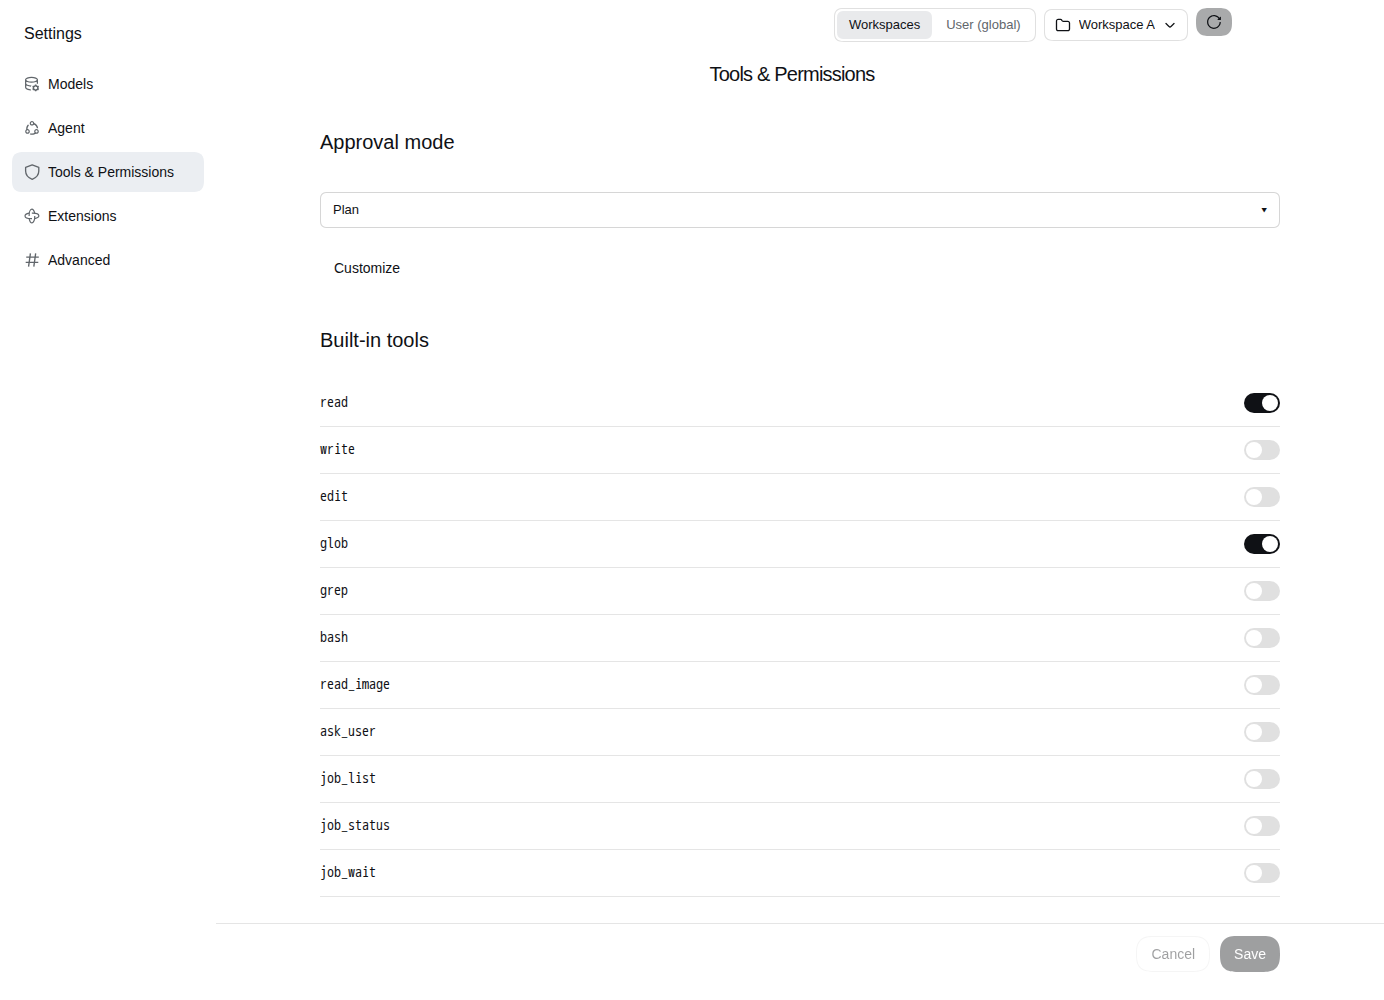 Settings
Workspaces
User (global)
Workspace A
Models
Agent
Tools & Permissions
Extensions
Advanced
Tools & Permissions
Approval mode
Plan
Customize
Built-in tools
read
write
edit
glob
grep
bash
read_image
ask_user
job_list
job_status
job_wait
Cancel
Save